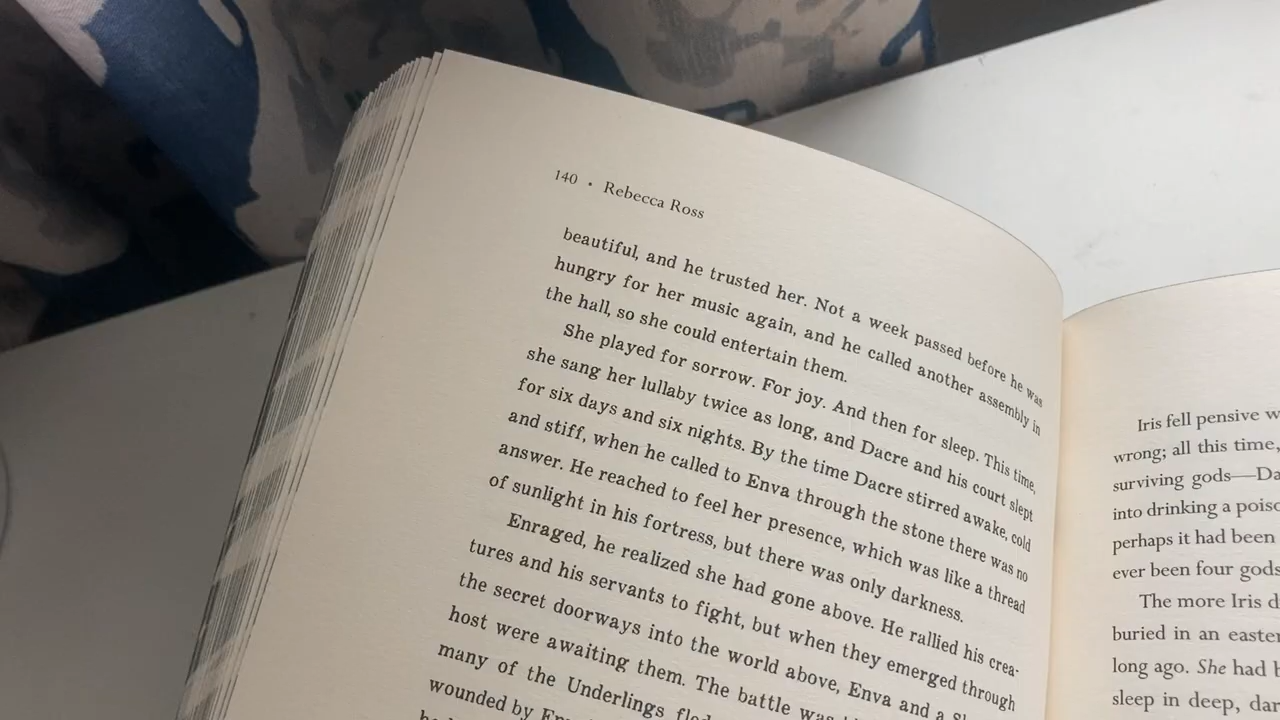 140 • Rebecca Ross
beautiful, and he trusted her. Not a week passed before he was
hungry for her music again, and he called another assembly in
the hall, so she could entertain them.
She played for sorrow. For joy. And then for sleep. This time,
she sang her lullaby twice as long, and Dacre and his court slept
for six days and six nights. By the time Dacre stirred awake, cold
and stiff, when he called to Enva through the stone there was no
answer. He reached to feel her presence, which was like a thread
of sunlight in his fortress, but there was only darkness.
Enraged, he realized she had gone above. He rallied his crea-
tures and his servants to fight, but when they emerged through
the secret doorways into the world above, Enva and a
host were awaiting them. The battle was
many of the Underlings
wounded by
Iris fell pensive
wrong; all this time,
surviving gods—
into drinking a
perhaps it had been
ever been four gods
The more Iris
buried in an
long ago. She had
sleep in deep,